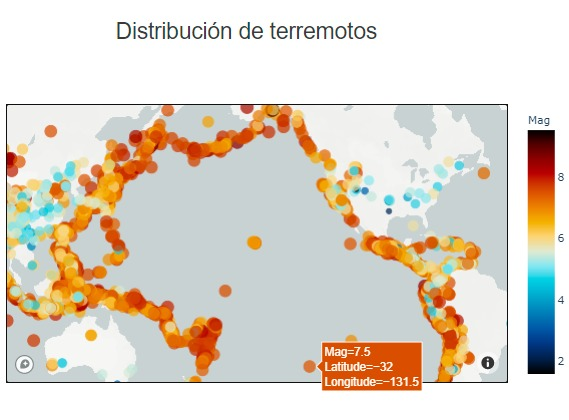 Distribución de terremotos
Mag
8
6
4
2
Mag=7.5
Latitude=-32
Longitude=-131.5
i